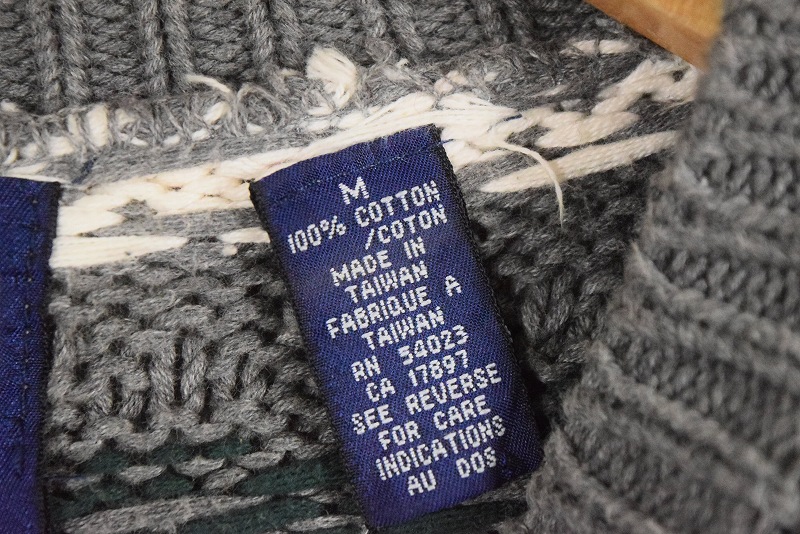 M
100% COTTON
/COTON
MADE IN
TAIWAN
FABRIQUE A
TAIWAN
RN 54023
CA 17897
SEE REVERSE
FOR CARE
INDICATIONS
AU DOS